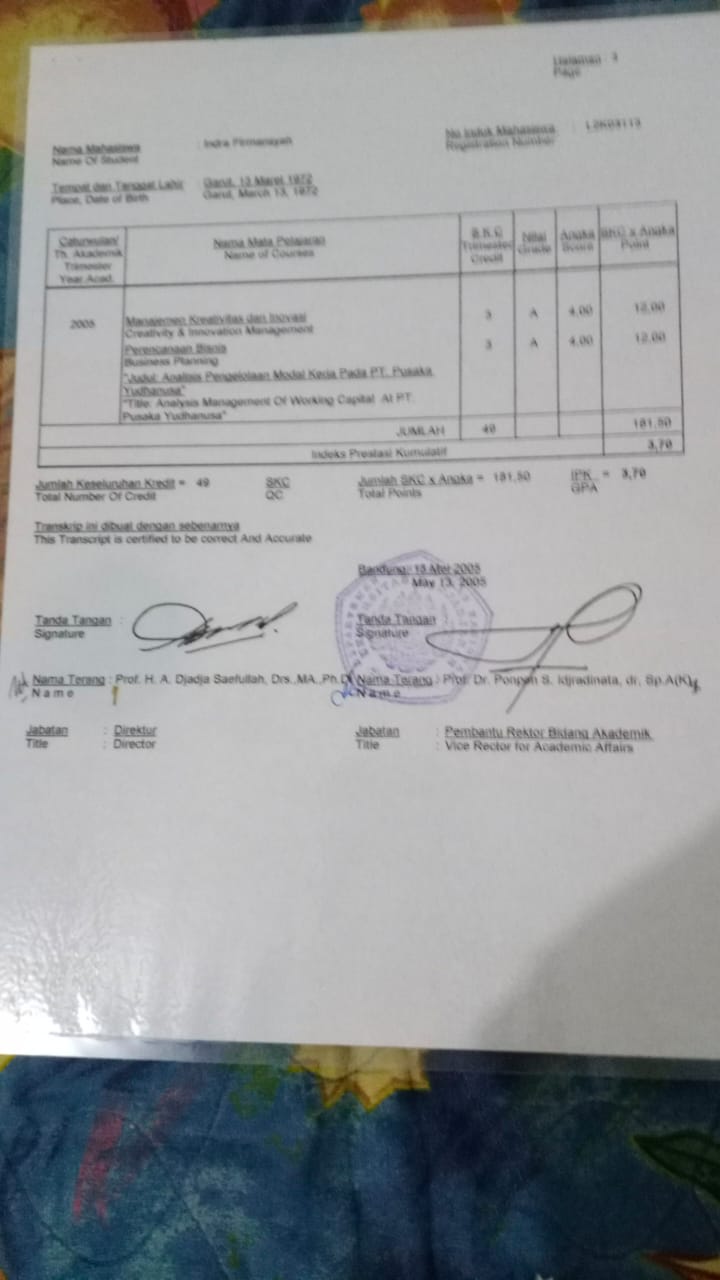 Halaman : 3
Page
Nama Mahasiswa : Indra Firmansyah
Name Of Student
No Induk Mahasiswa :
Registration Number
Tempat dan Tanggal Lahir : Garut, 13 Maret 1972
Place, Date of Birth Garut, March 13, 1972
Caturwulan/
Th. Akademik
Trimester
Year Acad.
Nama Mata Pelajaran
Name of Courses
S.K.C
Trimester
Credit
Nilai
Grade
Angka
Score
SKC x Angka
Point
2005
Manajemen Kreativitas dan Inovasi 3 A 4,00 12,00
Creativity & Innovation Management
Perencanaan Bisnis 3 A 4,00 12,00
Business Planning
"Judul: Analisis Pengelolaan Modal Kerja Pada PT. Pusaka
Yudhanusa"
"Title: Analysis Management Of Working Capital At PT.
Pusaka Yudhanusa"
JUMLAH 49 181,50
Indeks Prestasi Kumulatif 3,70
Jumlah Keseluruhan Kredit = 49 SKC Jumlah SKC x Angka = 181,50 IPK = 3,70
Total Number Of Credit QC Total Points GPA
Transkrip ini dibuat dengan sebenarnya
This Transcript is certified to be correct And Accurate
Bandung, Mei 2005
May 13, 2005
Tanda Tangan :
Signature
Tanda Tangan
Signature
Nama Terang : Prof. H. A. Djadja Saefullah, Drs.,MA.,Ph.D
Name
Nama Terang : Prof. Dr. Ponpon S. Idjradinata, dr, Sp.A(K)
Name
Jabatan : Direktur
Title : Director
Jabatan : Pembantu Rektor Bidang Akademik
Title : Vice Rector for Academic Affairs